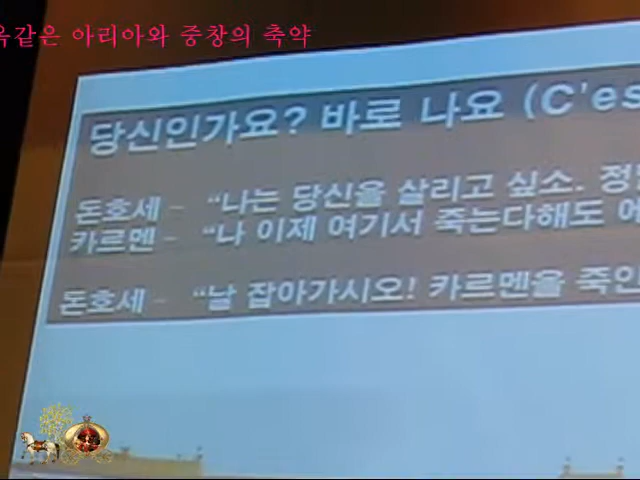 옥같은 아리아와 중창의 축약
당신인가요? 바로 나요 (C'es
돈호세 - “나는 당신을 살리고 싶소. 정말
카르멘 - “나 이제 여기서 죽는다해도
돈호세 - “날 잡아가시오! 카르멘을 죽인